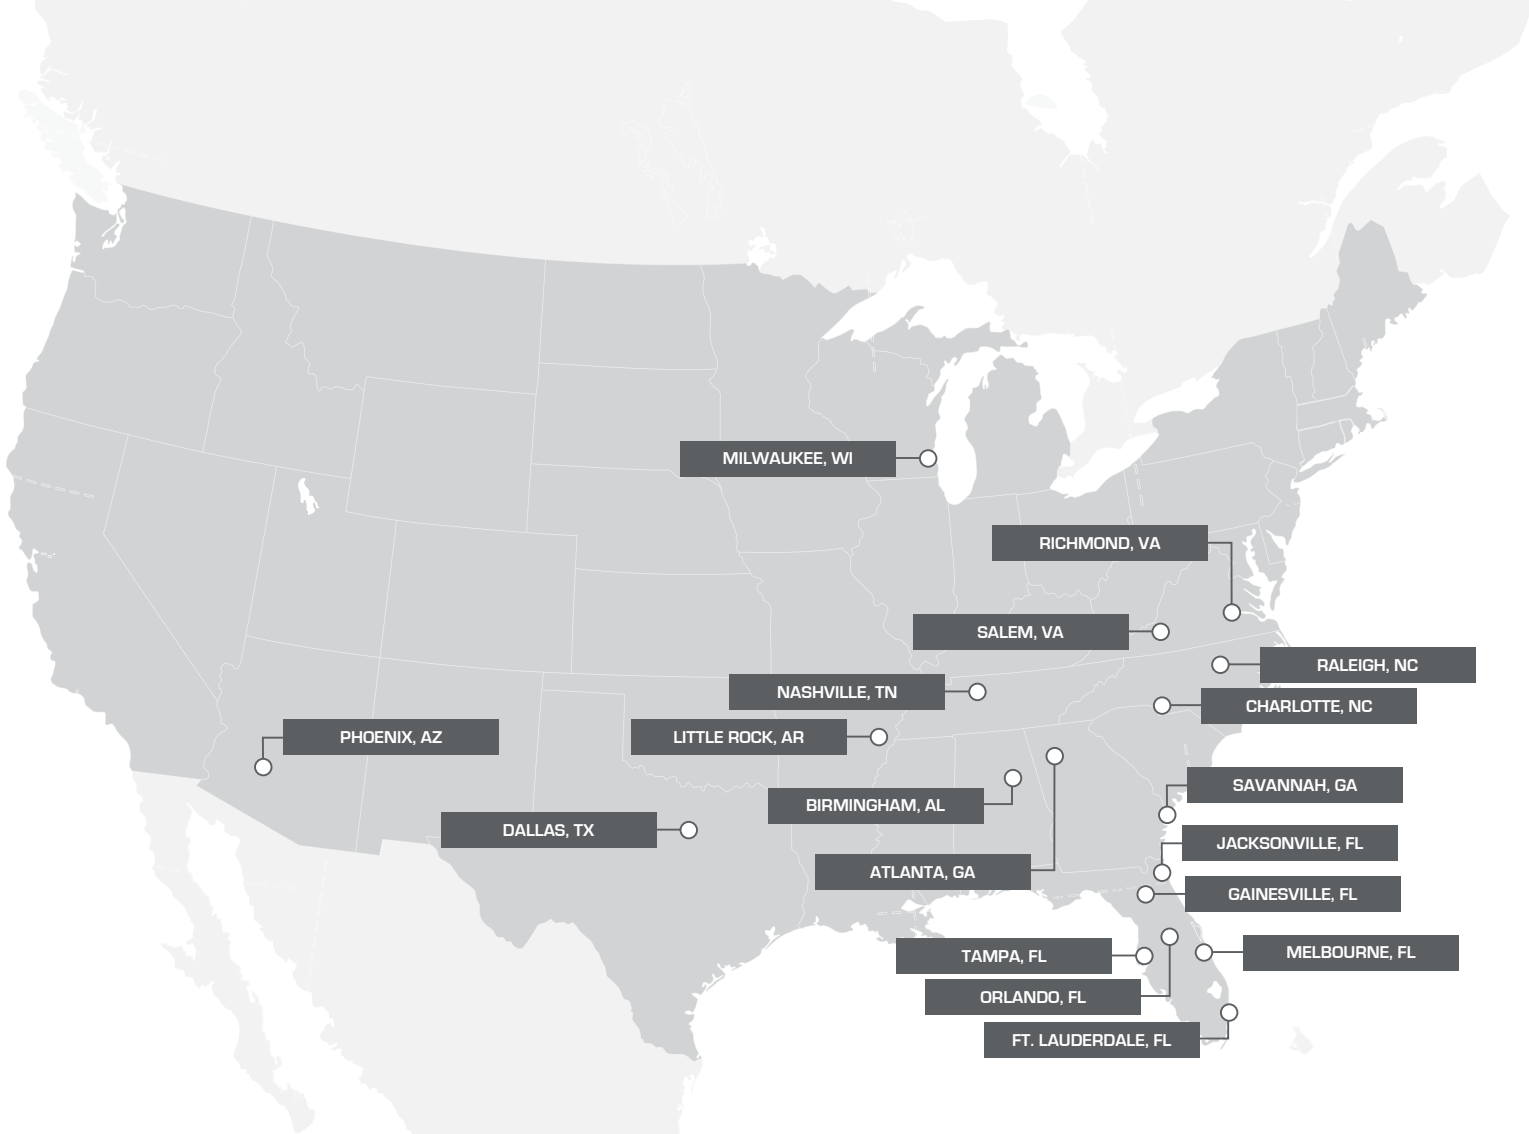 MILWAUKEE, WI
RICHMOND, VA
SALEM, VA
RALEIGH, NC
NASHVILLE, TN
CHARLOTTE, NC
PHOENIX, AZ
LITTLE ROCK, AR
SAVANNAH, GA
BIRMINGHAM, AL
DALLAS, TX
JACKSONVILLE, FL
ATLANTA, GA
GAINESVILLE, FL
TAMPA, FL
MELBOURNE, FL
ORLANDO, FL
FT. LAUDERDALE, FL